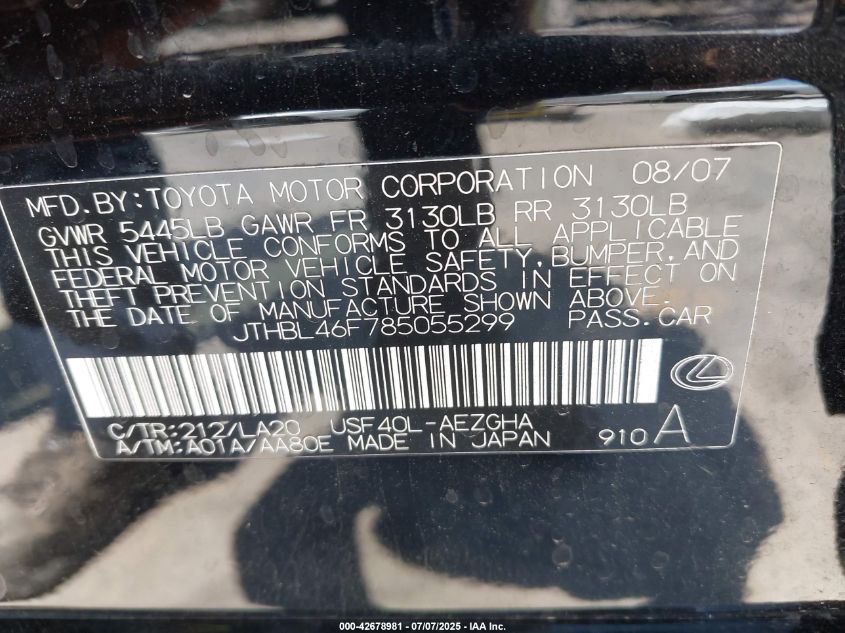 MFD.BY:TOYOTA MOTOR CORPORATION 08/07
GVWR 5445LB GAWR FR 3130LB RR 3130LB
THIS VEHICLE CONFORMS TO ALL APPLICABLE
FEDERAL MOTOR VEHICLE SAFETY,BUMPER,AND
THEFT PREVENTION STANDARDS IN EFFECT ON
THE DATE OF MANUFACTURE SHOWN ABOVE.
JTHBL46F785055299 PASS.CAR
C/TR:212/LA20 USF40L-AEZGHA
A/TM:A01A/AA80E MADE IN JAPAN 910A
000-42678981 - 07/07/2025 - IAA Inc.